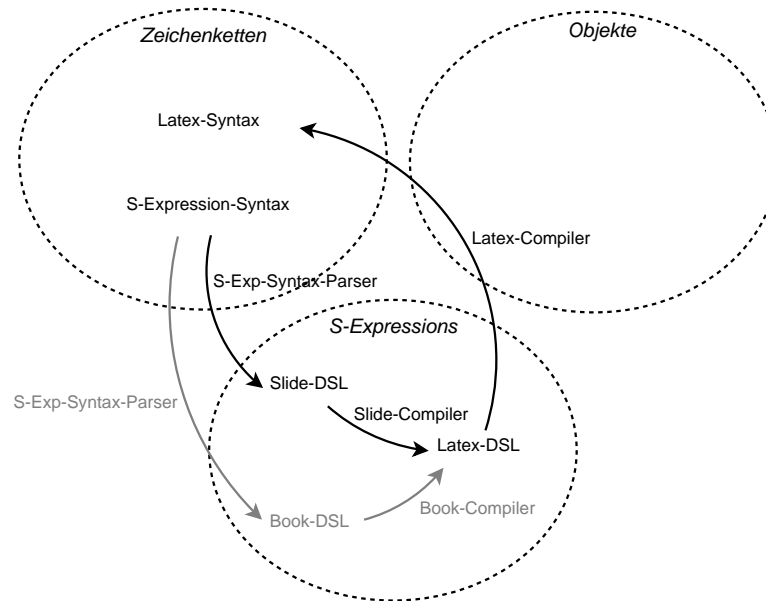 Zeichenketten
Objekte
Latex-Syntax
S-Expression-Syntax
Latex-Compiler
S-Exp-Syntax-Parser
S-Expressions
Slide-DSL
S-Exp-Syntax-Parser
Slide-Compiler
Latex-DSL
Book-Compiler
Book-DSL